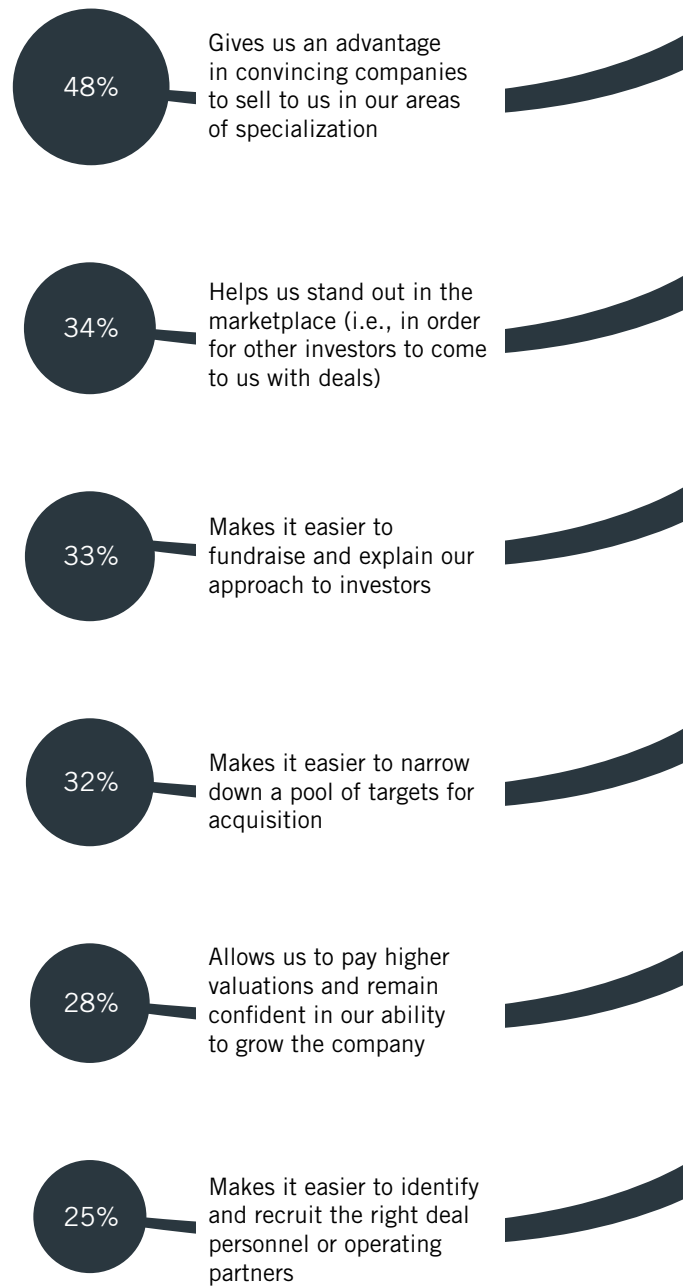 48%
Gives us an advantage
in convincing companies
to sell to us in our areas
of specialization
34%
Helps us stand out in the
marketplace (i.e., in order
for other investors to come
to us with deals)
33%
Makes it easier to
fundraise and explain our
approach to investors
32%
Makes it easier to narrow
down a pool of targets for
acquisition
28%
Allows us to pay higher
valuations and remain
confident in our ability
to grow the company
25%
Makes it easier to identify
and recruit the right deal
personnel or operating
partners